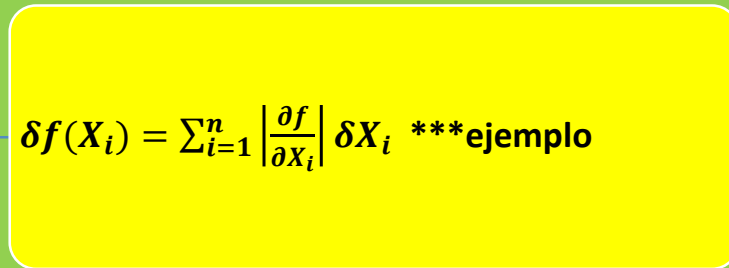 𝜹𝒇(𝑿𝒊) = ∑ⁿᵢ₌₁ |𝝏𝒇/𝝏𝑿𝒊| 𝜹𝑿𝒊 ***ejemplo